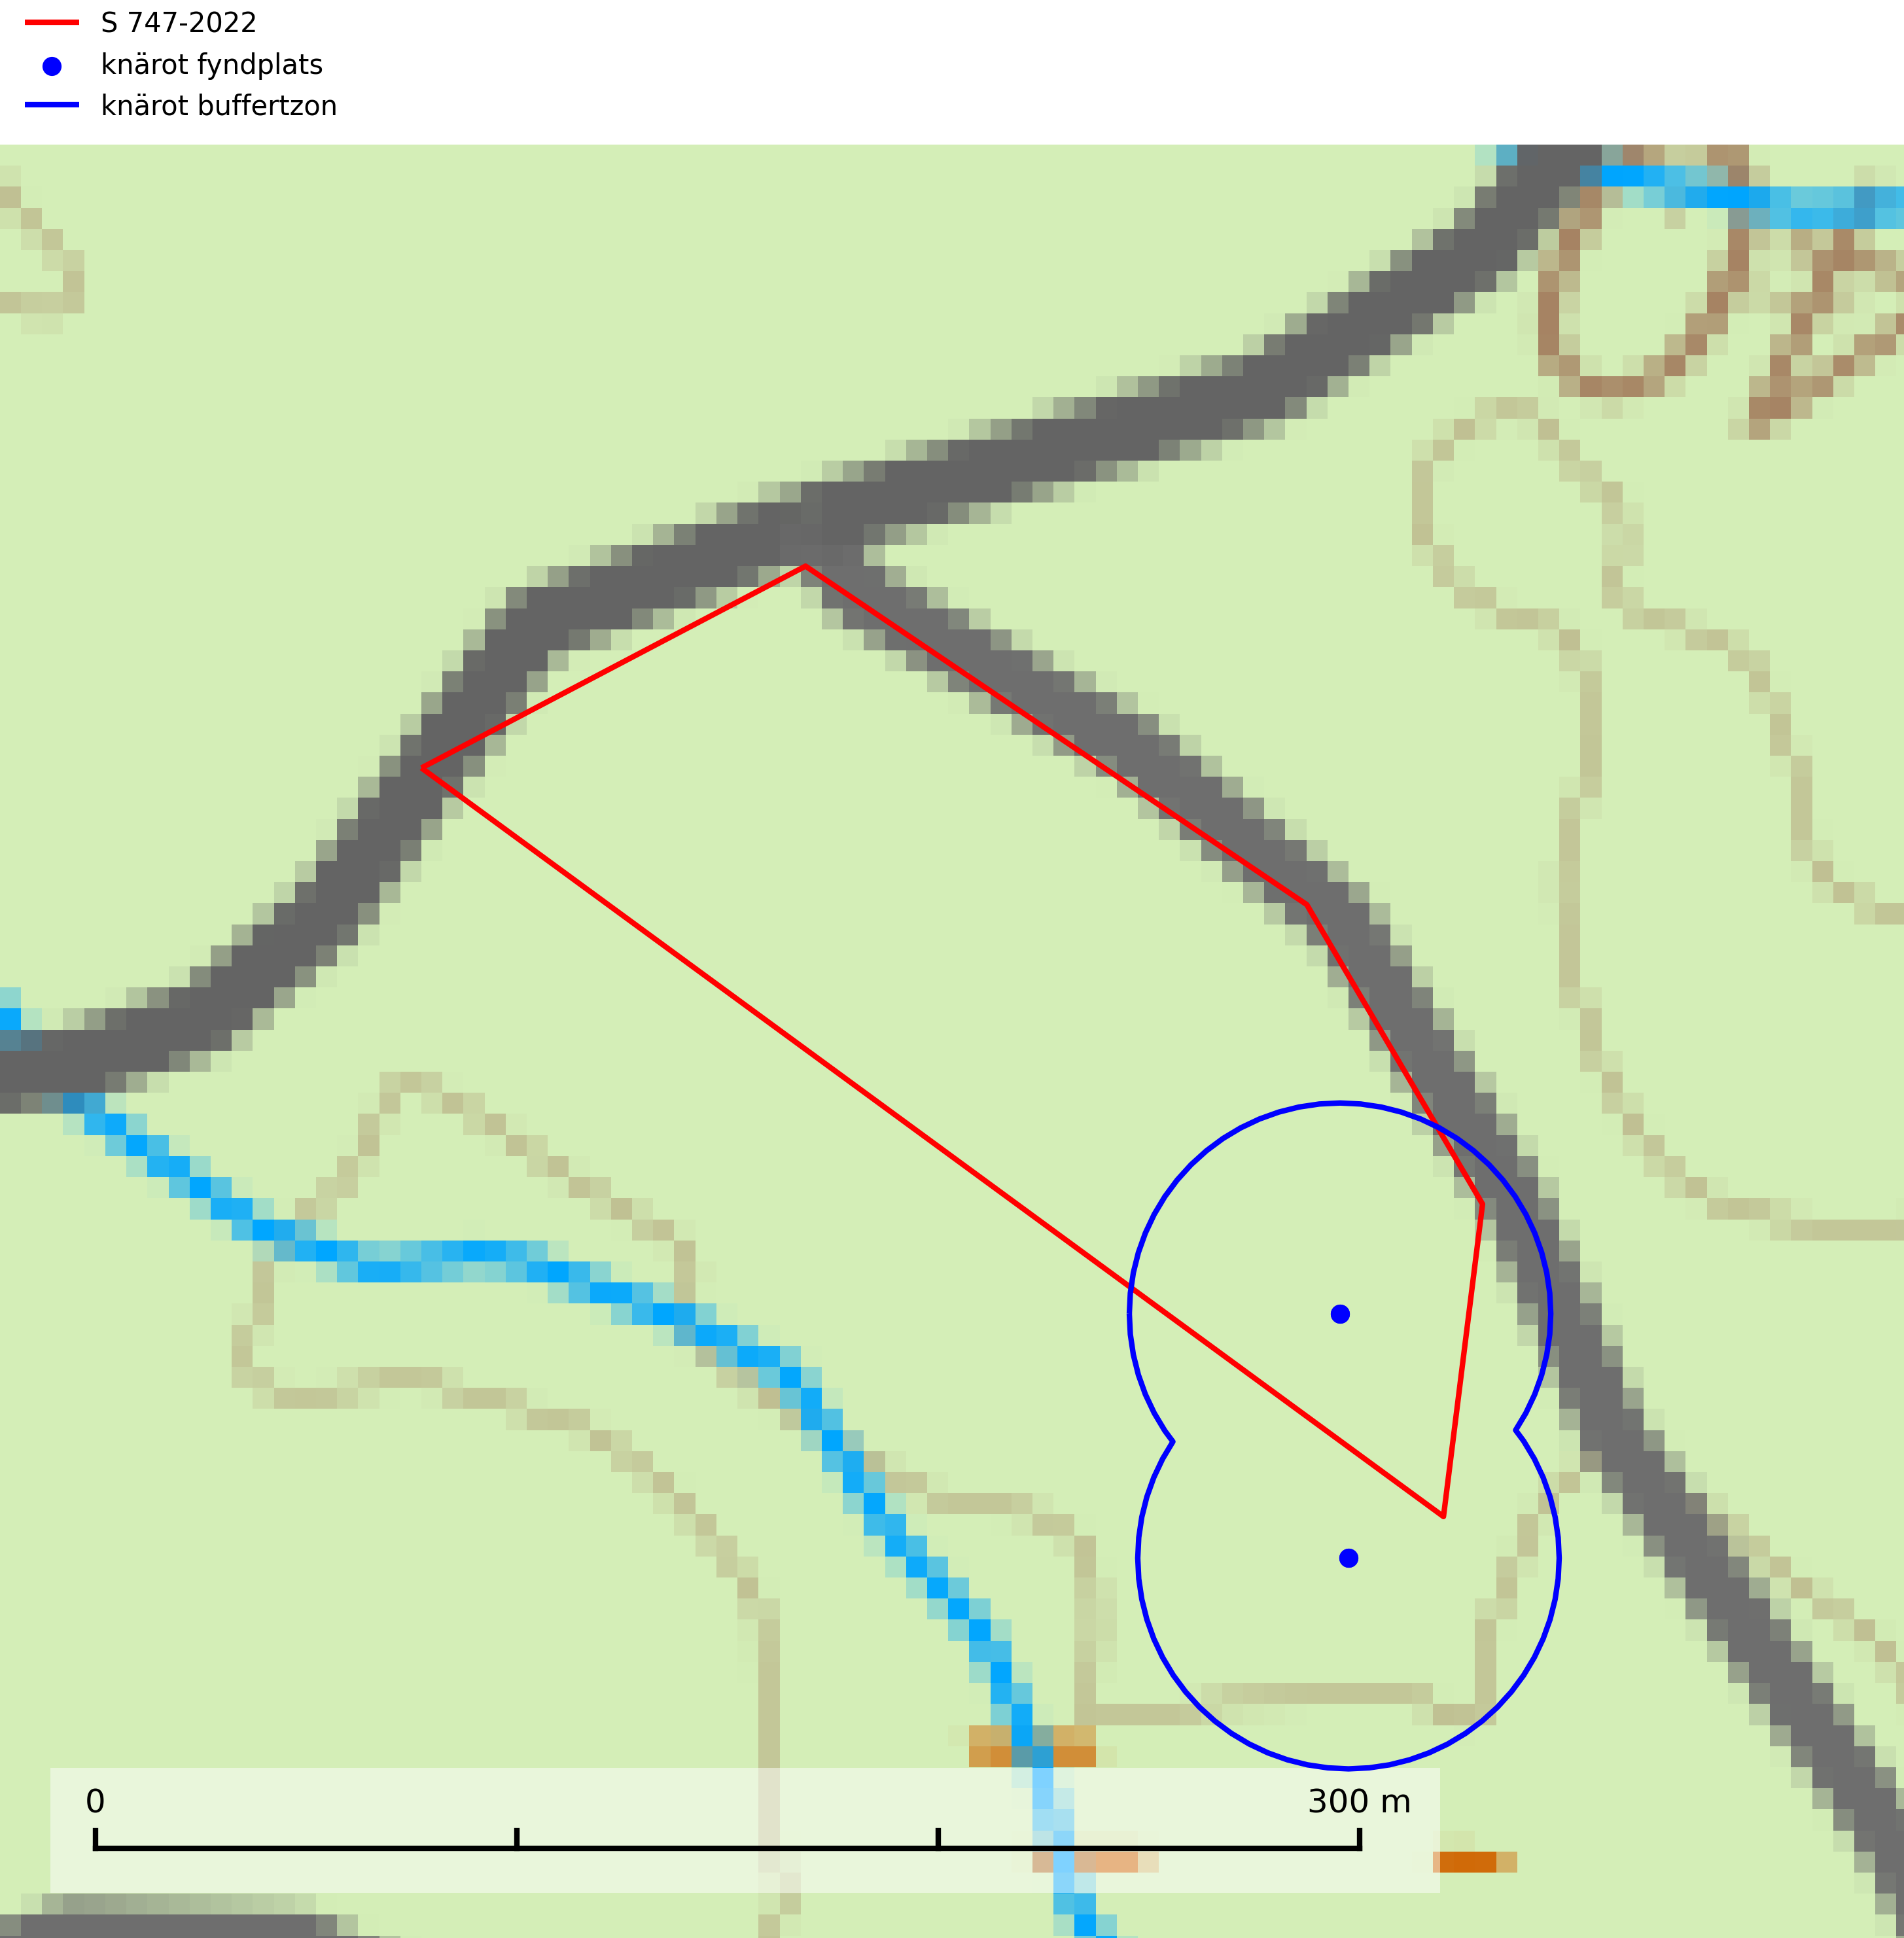 S 747-2022
knärot fyndplats
knärot buffertzon
0 300 m